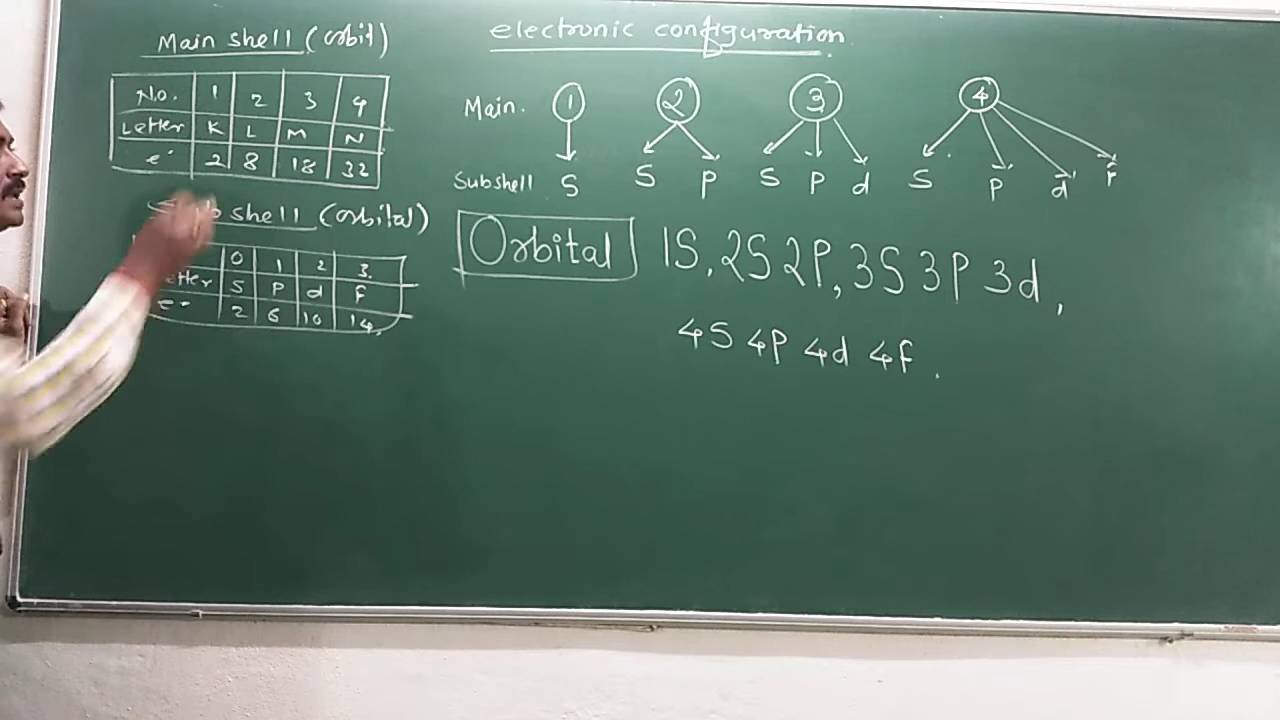 Main shell (orbit)
No. 1 2 3 4
Letter K L M N
e- 2 8 18 32
shell (orbital)
0 1 2 3.
S P d f
e- 2 6 10 14,
electronic configuration
Main. 1 2 3 4
Subshell S S P S P d S P d f
Orbital 1S, 2S 2P, 3S 3P 3d,
4S 4P 4d 4f.